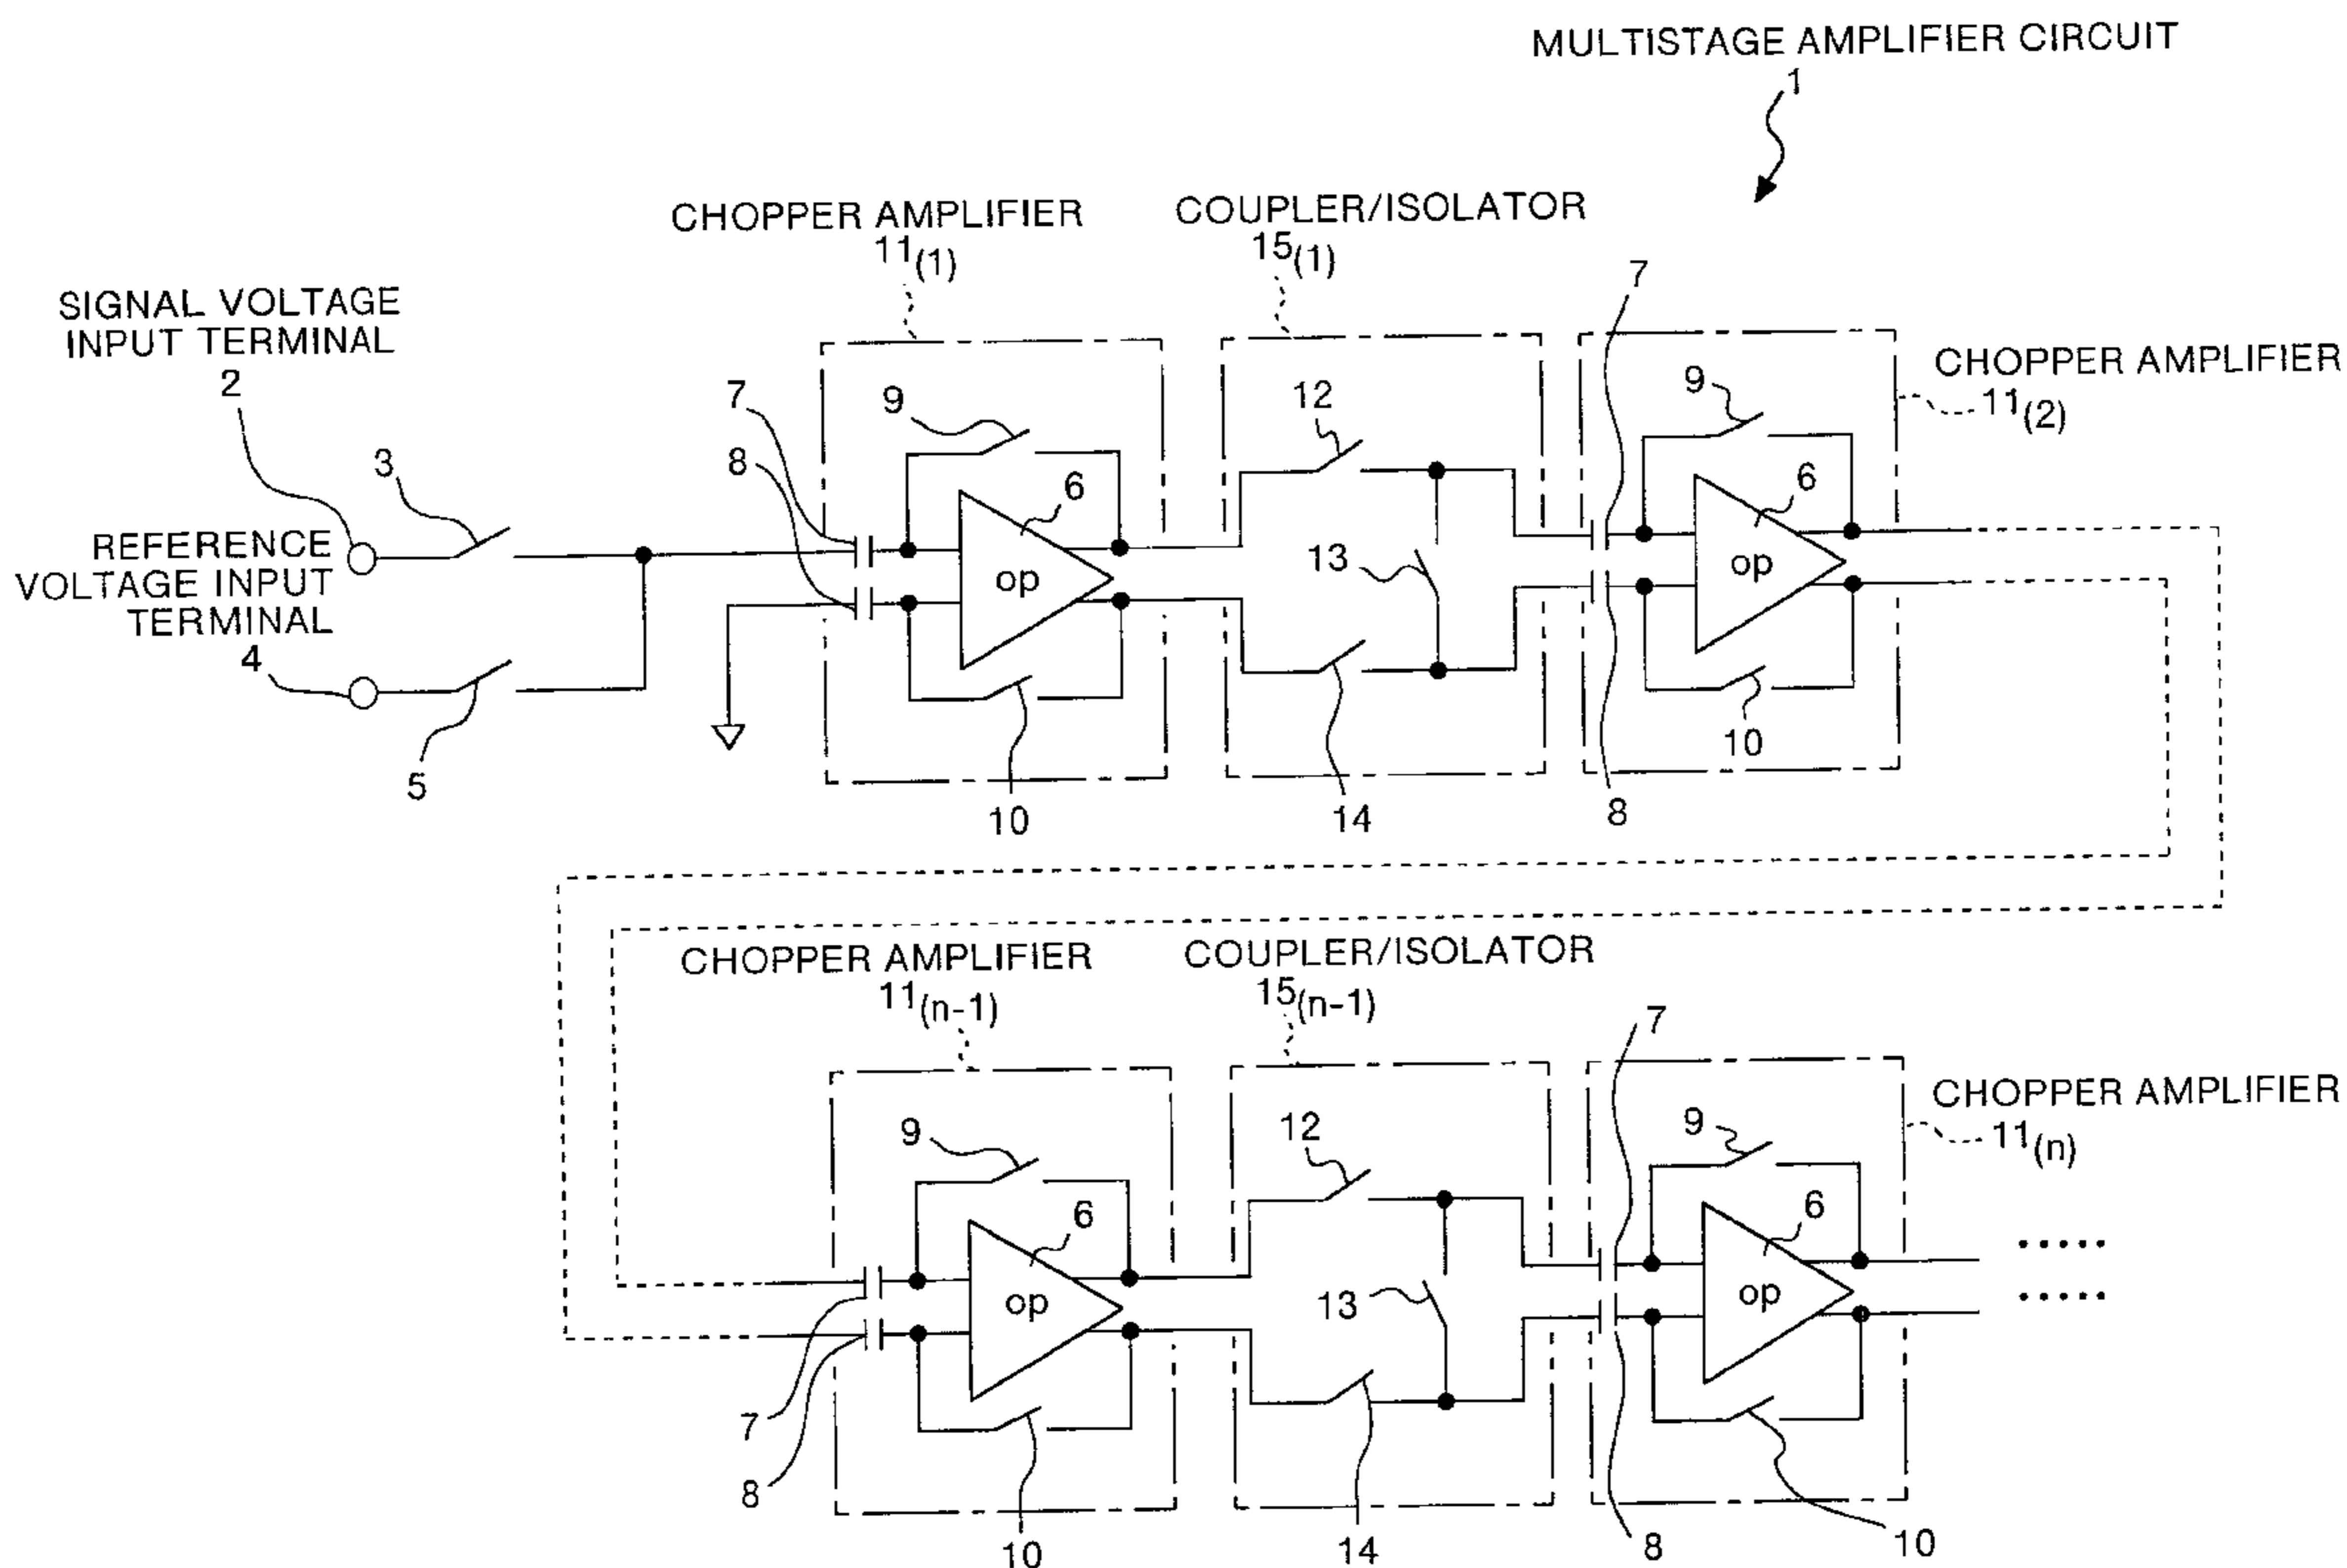 MULTISTAGE AMPLIFIER CIRCUIT
1
CHOPPER AMPLIFIER
11(1)
COUPLER/ISOLATOR
15(1)
7
SIGNAL VOLTAGE
INPUT TERMINAL
2
CHOPPER AMPLIFIER
11(2)
7
9
12
9
3
8
6
6
REFERENCE
VOLTAGE INPUT
TERMINAL
4
op
13
op
5
10
14
10
8
CHOPPER AMPLIFIER
11(n-1)
COUPLER/ISOLATOR
15(n-1)
7
CHOPPER AMPLIFIER
11(n)
9
12
9
6
6
op
13
op
7
8
10
14
8
10